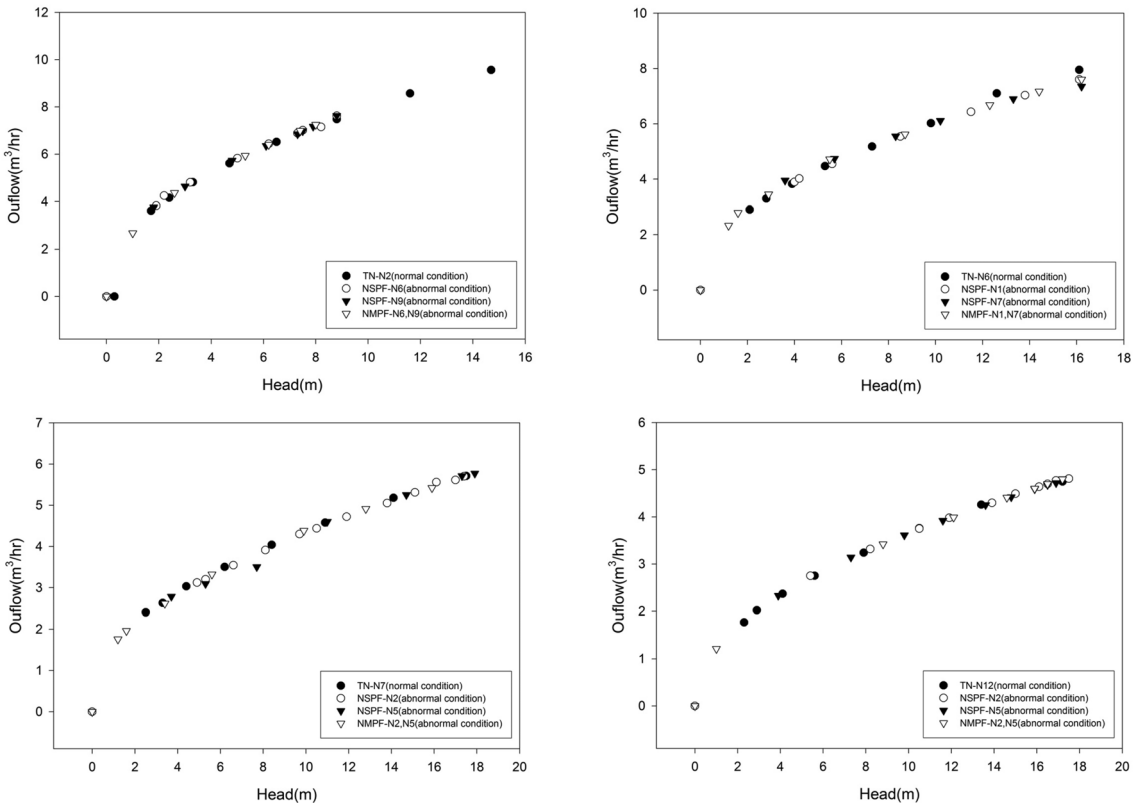 12
10
8
6
4
2
0
Ouflow(m³/hr)
0 2 4 6 8 10 12 14 16
Head(m)
TN-N2(normal condition)
NSPF-N6(abnormal condition)
NSPF-N9(abnormal condition)
NMPF-N6,N9(abnormal condition)
10
8
6
4
2
0
Ouflow(m³/hr)
0 2 4 6 8 10 12 14 16 18
Head(m)
TN-N6(normal condition)
NSPF-N1(abnormal condition)
NSPF-N7(abnormal condition)
NMPF-N1,N7(abnormal condition)
7
6
5
4
3
2
1
0
Ouflow(m³/hr)
0 2 4 6 8 10 12 14 16 18 20
Head(m)
TN-N7(normal condition)
NSPF-N2(abnormal condition)
NSPF-N5(abnormal condition)
NMPF-N2,N5(abnormal condition)
6
5
4
3
2
1
0
Ouflow(m³/hr)
0 2 4 6 8 10 12 14 16 18 20
Head(m)
TN-N12(normal condition)
NSPF-N2(abnormal condition)
NSPF-N5(abnormal condition)
NMPF-N2,N5(abnormal condition)